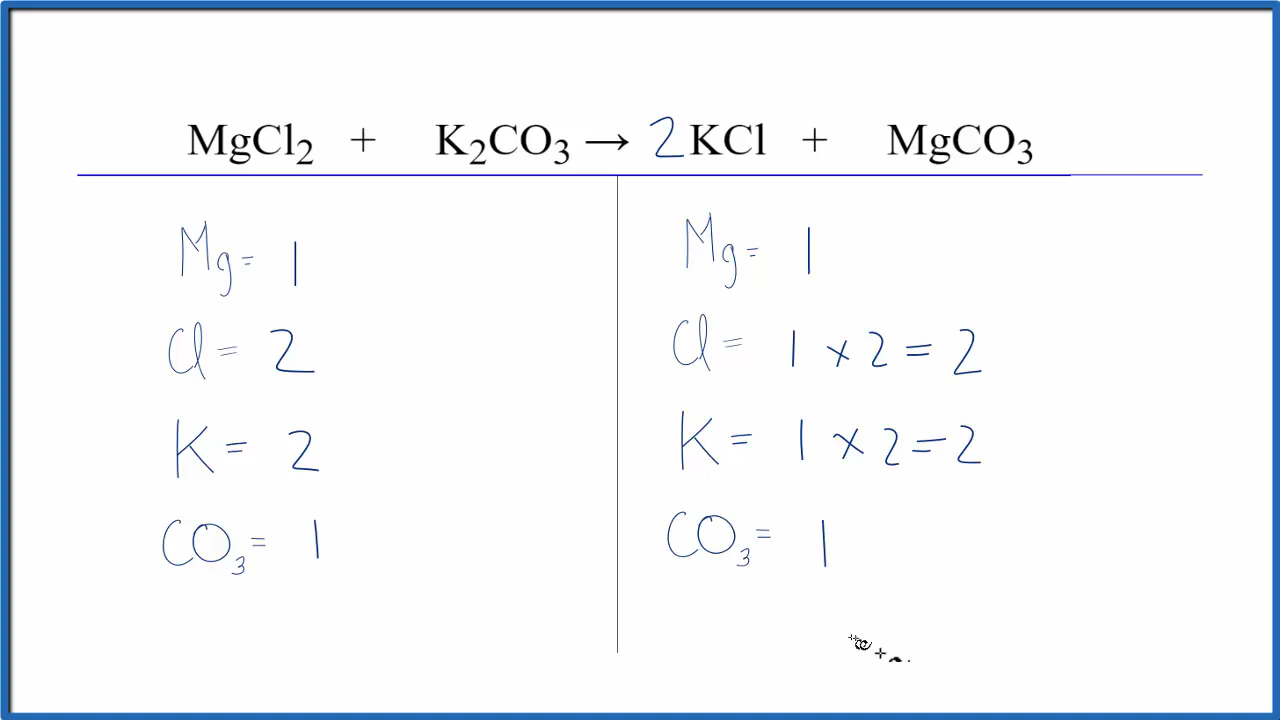 MgCl₂ + K₂CO₃ → 2KCl + MgCO₃
Mg = 1
Cl = 2
K = 2
CO₃ = 1
Mg = 1
Cl = 1 x 2 = 2
K = 1 x 2 = 2
CO₃ = 1